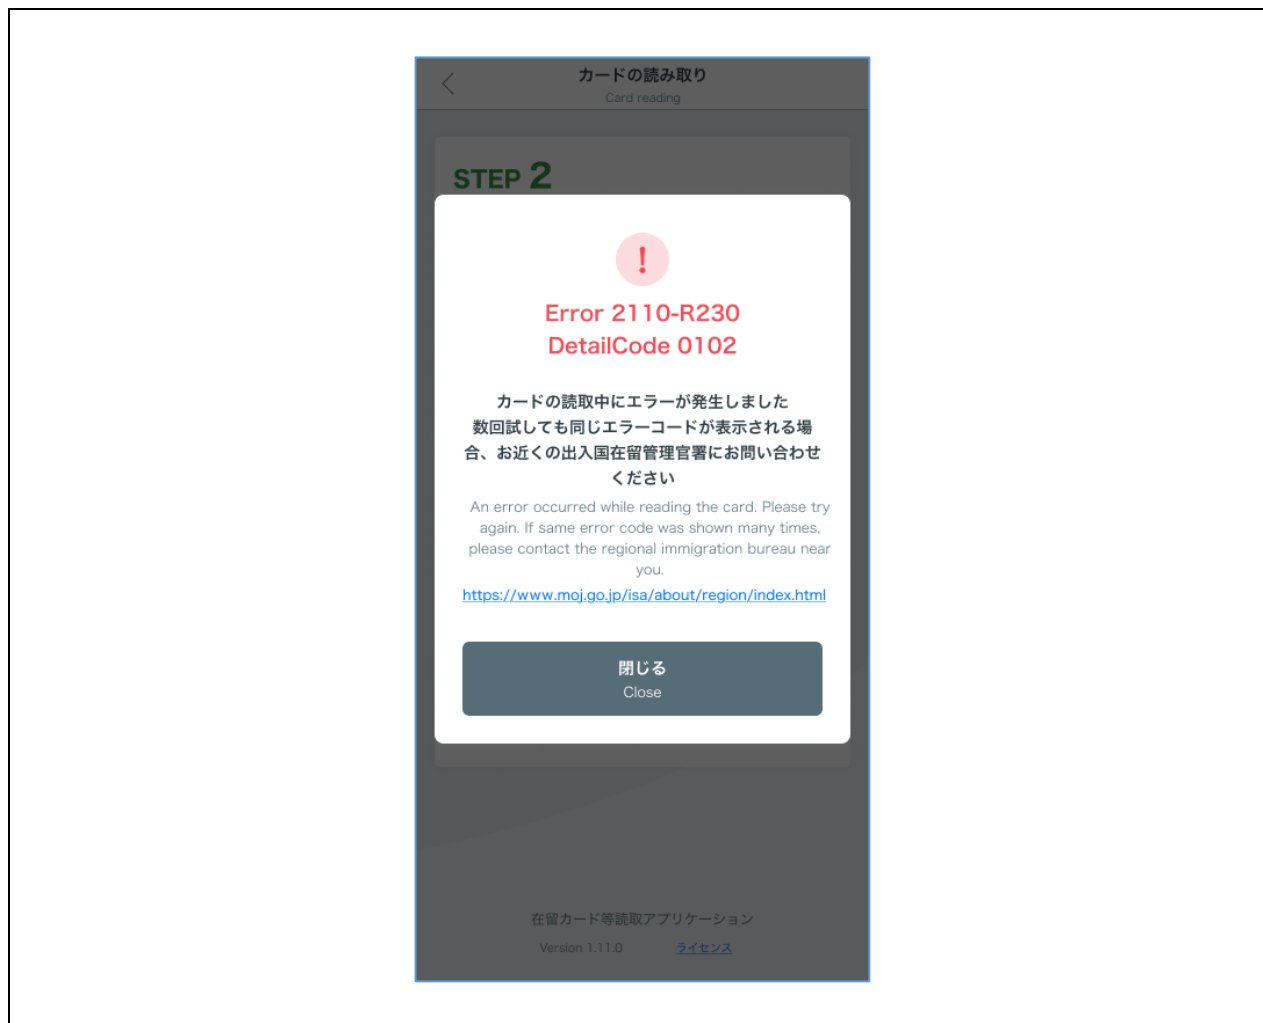 カードの読み取り
Card reading
STEP 2
!
Error 2110-R230
DetailCode 0102
カードの読取中にエラーが発生しました
数回試しても同じエラーコードが表示される場
合、お近くの出入国在留管理官署にお問い合わせ
ください
An error occurred while reading the card. Please try
again. If same error code was shown many times,
please contact the regional immigration bureau near
you.
https://www.moj.go.jp/isa/about/region/index.html
閉じる
Close
在留カード等読取アプリケーション
Version 1.11.0 ライセンス